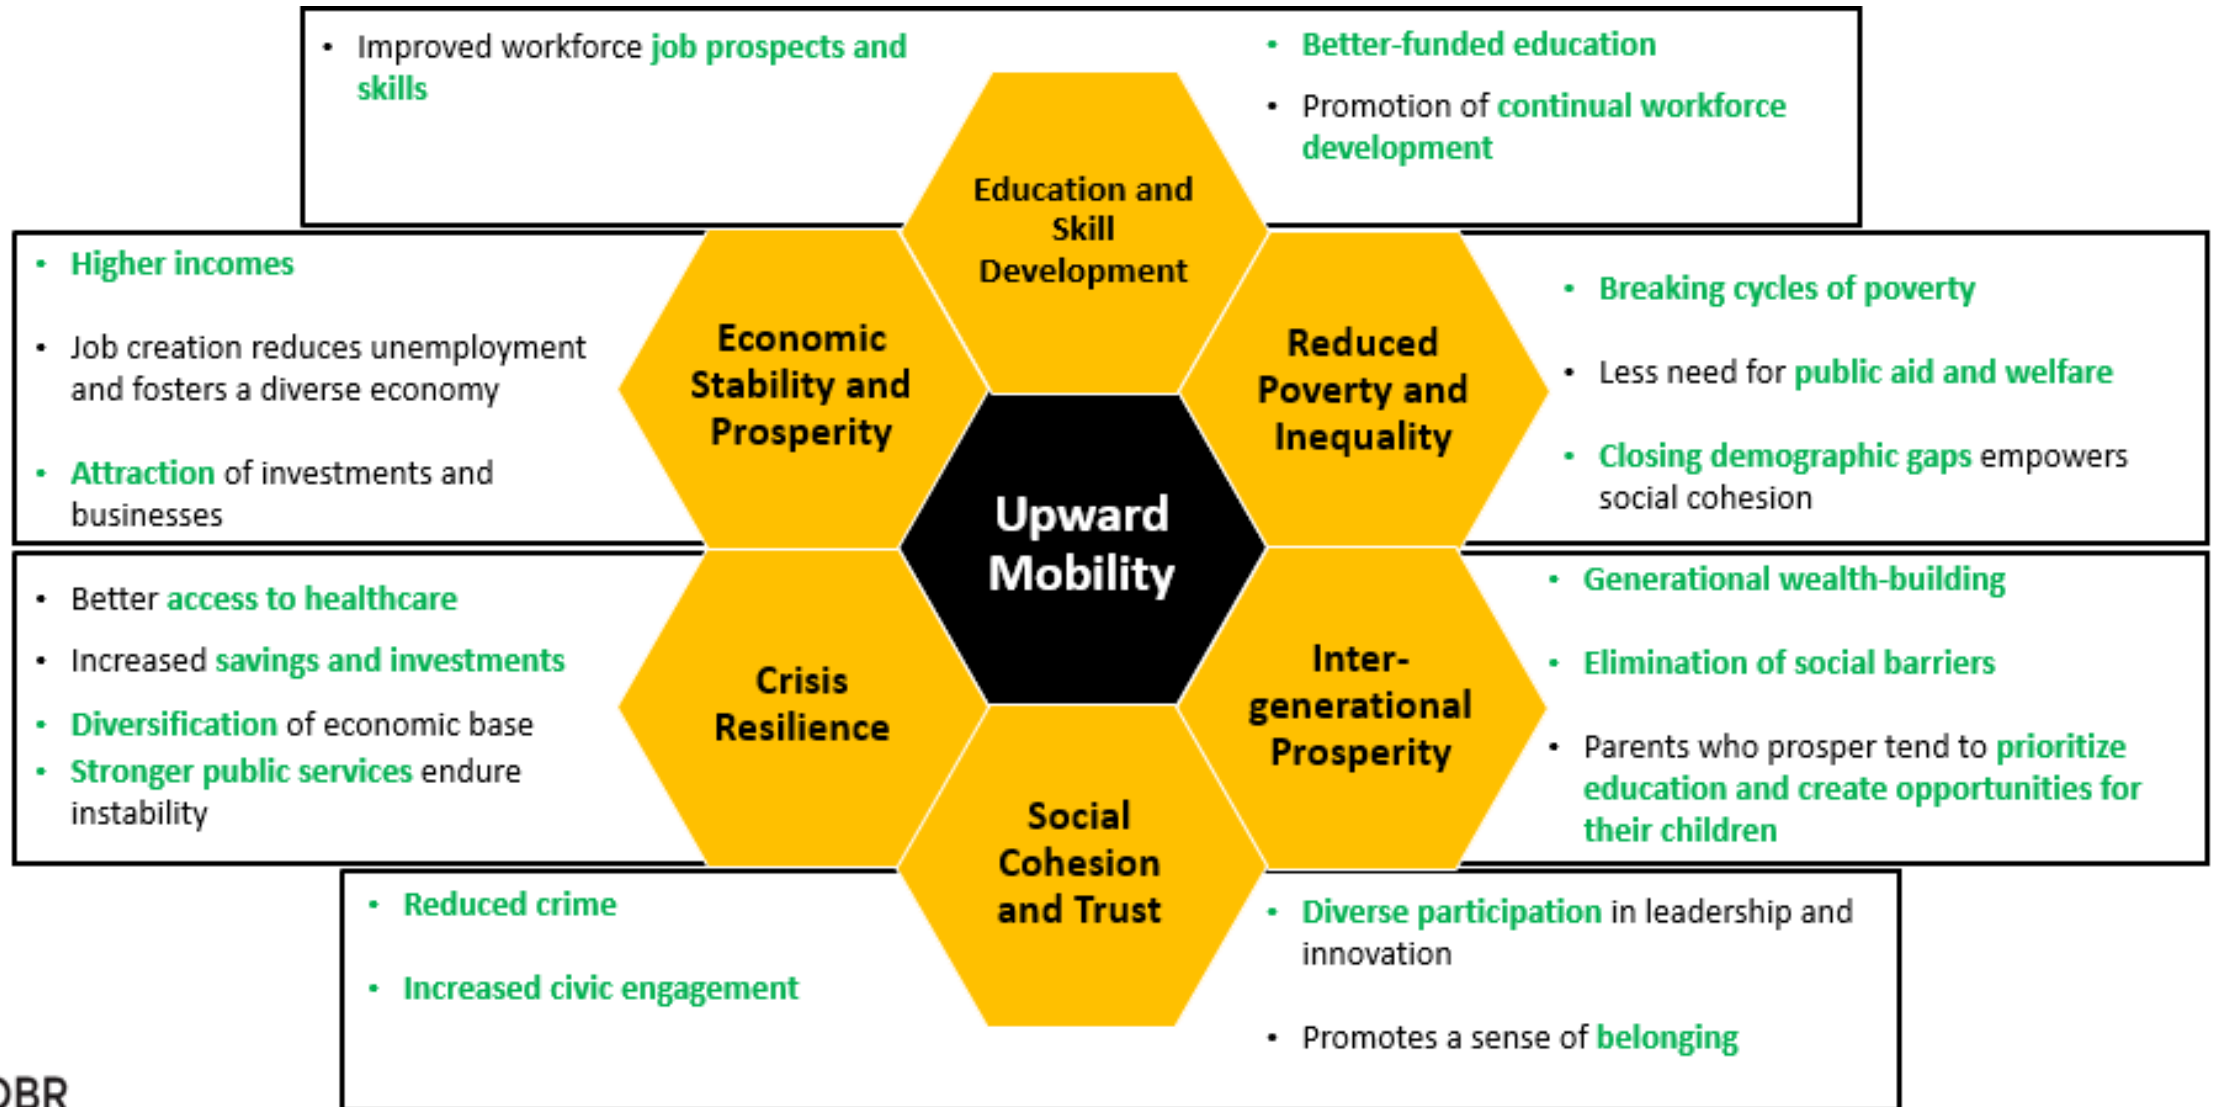 • Improved workforce job prospects and
skills
• Better-funded education
• Promotion of continual workforce
development
Education and
Skill
Development
• Higher incomes
• Job creation reduces unemployment
and fosters a diverse economy
• Attraction of investments and
businesses
Economic
Stability and
Prosperity
Reduced
Poverty and
Inequality
• Breaking cycles of poverty
• Less need for public aid and welfare
• Closing demographic gaps empowers
social cohesion
Upward
Mobility
• Better access to healthcare
• Increased savings and investments
• Diversification of economic base
• Stronger public services endure
instability
Crisis
Resilience
Inter-
generational
Prosperity
• Generational wealth-building
• Elimination of social barriers
• Parents who prosper tend to prioritize
education and create opportunities for
their children
Social
Cohesion
and Trust
• Reduced crime
• Increased civic engagement
• Diverse participation in leadership and
innovation
• Promotes a sense of belonging